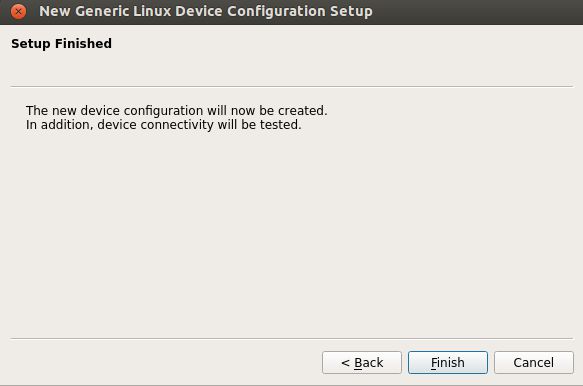 New Generic Linux Device Configuration Setup
Setup Finished
The new device configuration will now be created.
In addition, device connectivity will be tested.
< Back
Finish
Cancel